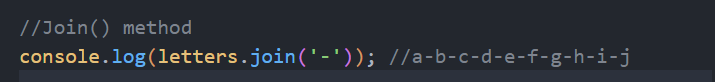 //Join() method
console.log(letters.join('-')); //a-b-c-d-e-f-g-h-i-j